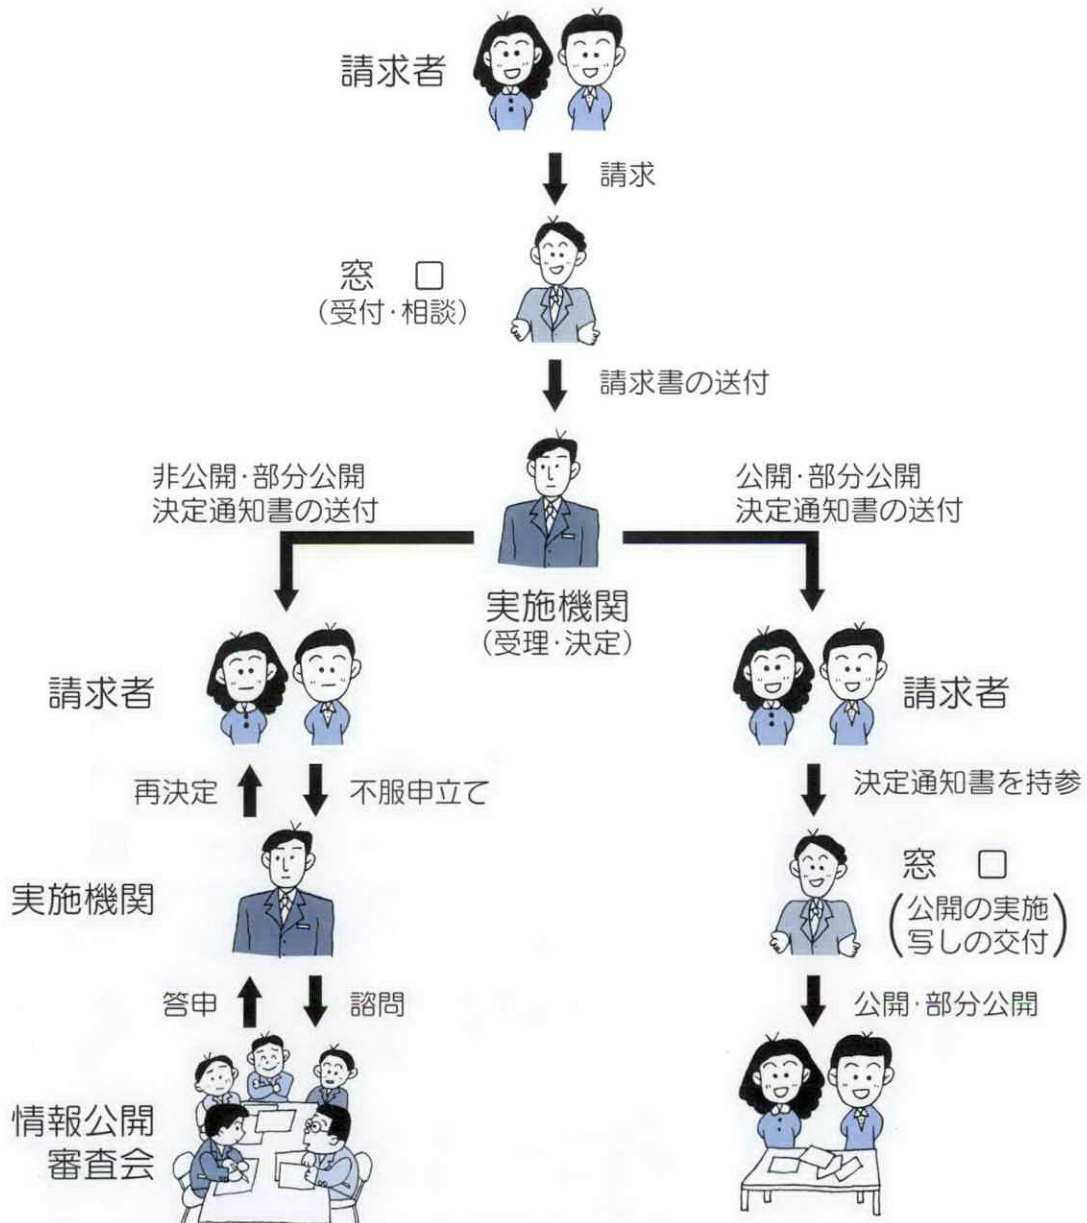 請求者
請求
窓 口
(受付・相談)
請求書の送付
非公開・部分公開
決定通知書の送付
公開・部分公開
決定通知書の送付
実施機関
(受理・決定)
請求者
請求者
再決定
不服申立て
決定通知書を持参
実施機関
窓 口
(公開の実施
写しの交付)
答申
諮問
公開・部分公開
情報公開
審査会